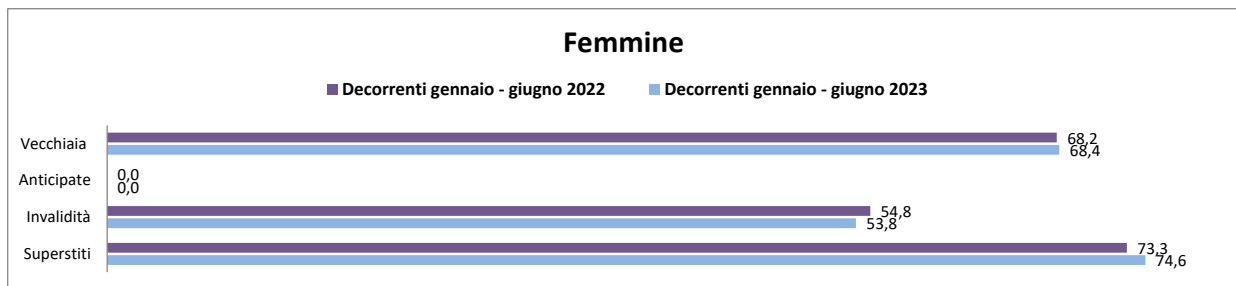 Femmine
Decorrenti gennaio - giugno 2022 Decorrenti gennaio - giugno 2023
Vecchiaia 68,2
68,4
Anticipate 0,0
0,0
Invalidità 54,8
53,8
Superstiti 73,3
74,6